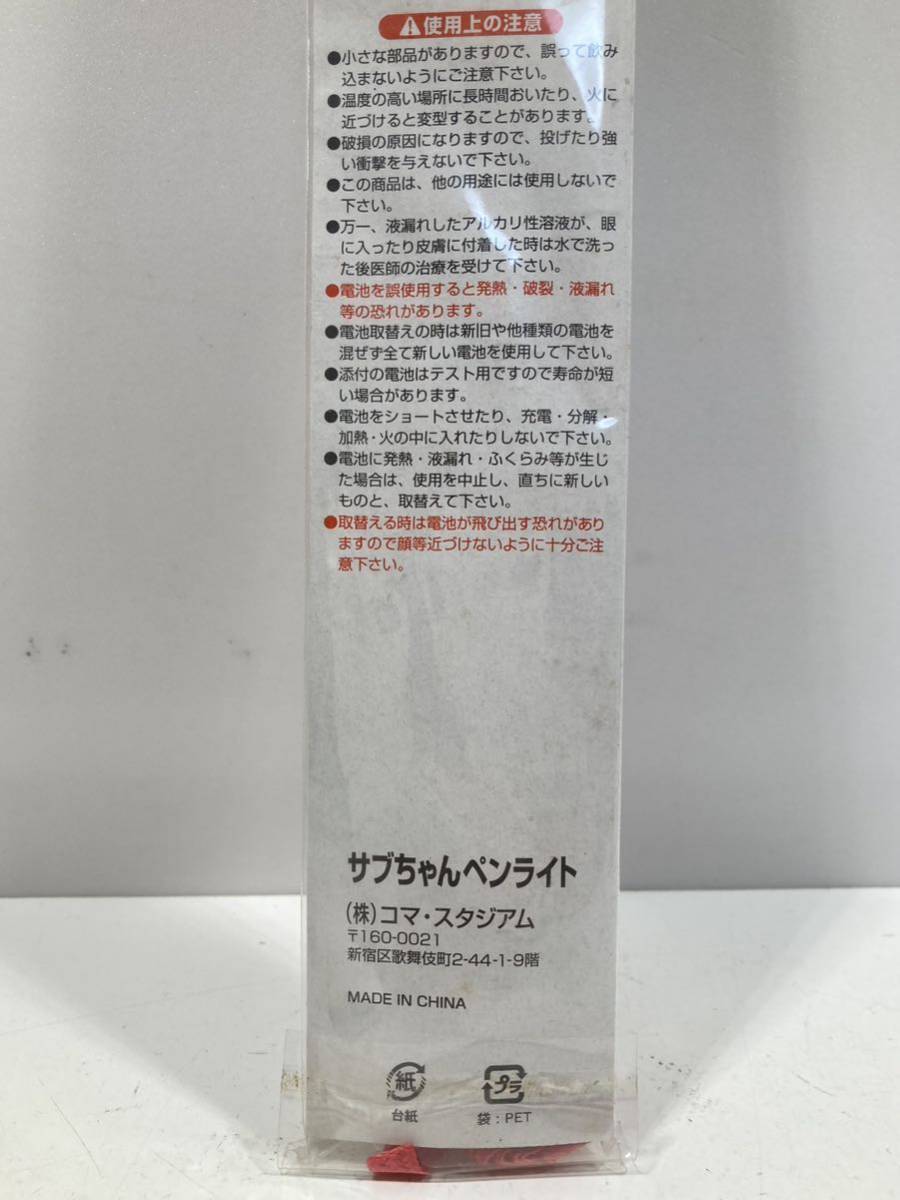 ⚠使用上の注意
●小さな部品がありますので、誤って飲み
込まないようにご注意下さい。
●温度の高い場所に長時間おいたり、火に
近づけると変型することがあります。
●破損の原因になりますので、投げたり強
い衝撃を与えないで下さい。
●この商品は、他の用途には使用しないで
下さい。
●万一、液漏れしたアルカリ性溶液が、眼
に入ったり皮膚に付着した時は水で洗っ
た後医師の治療を受けて下さい。
●電池を誤使用すると発熱・破裂・液漏れ
等の恐れがあります。
●電池取替えの時は新旧や他種類の電池を
混ぜず全て新しい電池を使用して下さい。
●添付の電池はテスト用ですので寿命が短
い場合があります。
●電池をショートさせたり、充電・分解・
加熱・火の中に入れたりしないで下さい。
●電池に発熱・液漏れ・ふくらみ等が生じ
た場合は、使用を中止し、直ちに新しい
ものと、取替えて下さい。
●取替える時は電池が飛び出す恐れがあり
ますので顔等近づけないように十分ご注
意下さい。
サブちゃんペンライト
(株)コマ・スタジアム
〒160-0021
新宿区歌舞伎町2-44-1-9階
MADE IN CHINA
紙
台紙
プラ
袋：PET